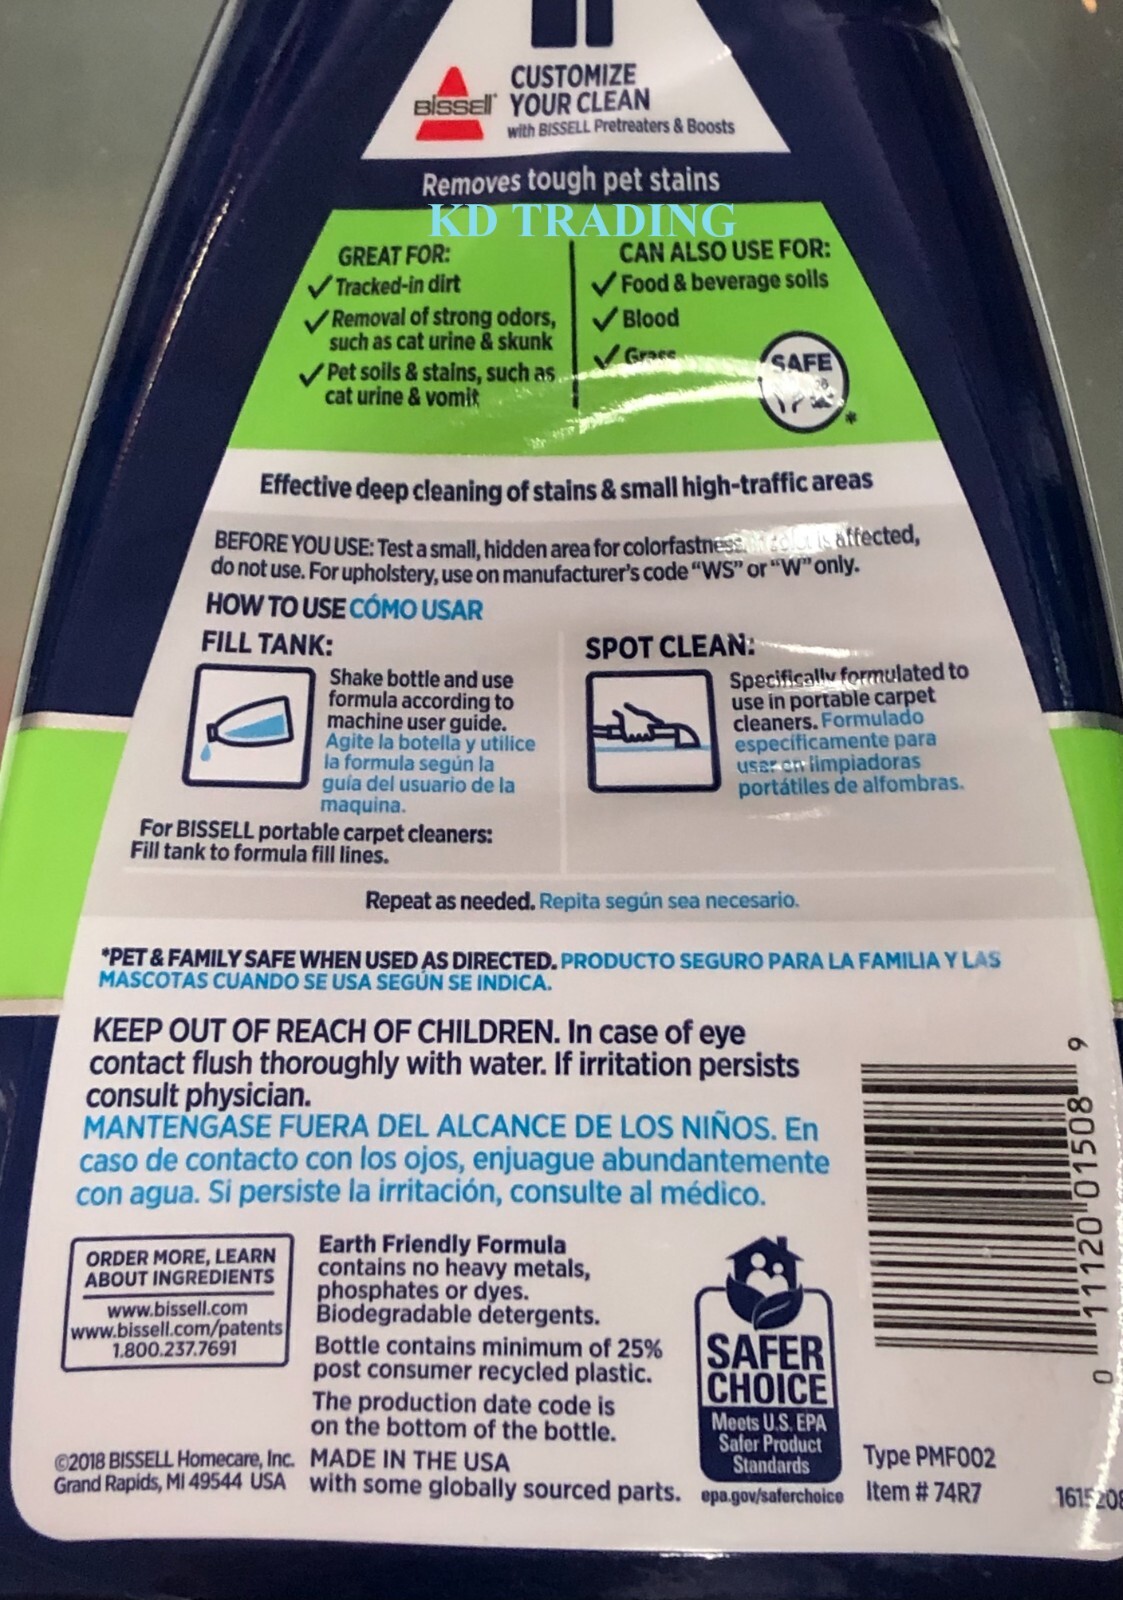 BISSELL
CUSTOMIZE
YOUR CLEAN
with BISSELL Pretreaters & Boosts
Removes tough pet stains
KD TRADING
GREAT FOR:
✓ Tracked-in dirt
✓ Removal of strong odors,
such as cat urine & skunk
✓ Pet soils & stains, such as
cat urine & vomit
CAN ALSO USE FOR:
✓ Food & beverage soils
✓ Blood
✓ Grass
SAFE
*
Effective deep cleaning of stains & small high-traffic areas
BEFORE YOU USE: Test a small, hidden area for colorfastness. is affected,
do not use. For upholstery, use on manufacturer's code "WS" or "W" only.
HOW TO USE CÓMO USAR
FILL TANK:
Shake bottle and use
formula according to
machine user guide.
Agite la botella y utilice
la formula según la
guía del usuario de la
maquina.
For BISSELL portable carpet cleaners:
Fill tank to formula fill lines.
SPOT CLEAN:
Specifically formulated to
use in portable carpet
cleaners. Formulado
específicamente para
usar en limpiadoras
portátiles de alfombras.
Repeat as needed. Repita según sea necesario.
*PET & FAMILY SAFE WHEN USED AS DIRECTED. PRODUCTO SEGURO PARA LA FAMILIA Y LAS
MASCOTAS CUANDO SE USA SEGÚN SE INDICA.
KEEP OUT OF REACH OF CHILDREN. In case of eye
contact flush thoroughly with water. If irritation persists
consult physician.
MANTENGASE FUERA DEL ALCANCE DE LOS NIÑOS. En
caso de contacto con los ojos, enjuague abundantemente
con agua. Si persiste la irritación, consulte al médico.
0 11120 01508 9
ORDER MORE, LEARN
ABOUT INGREDIENTS
www.bissell.com
www.bissell.com/patents
1.800.237.7691
Earth Friendly Formula
contains no heavy metals,
phosphates or dyes.
Biodegradable detergents.
Bottle contains minimum of 25%
post consumer recycled plastic.
The production date code is
on the bottom of the bottle.
MADE IN THE USA
with some globally sourced parts.
©2018 BISSELL Homecare, Inc.
Grand Rapids, MI 49544 USA
SAFER
CHOICE
Meets U.S. EPA
Safer Product
Standards
epa.gov/saferchoice
Type PMF002
Item # 74R7